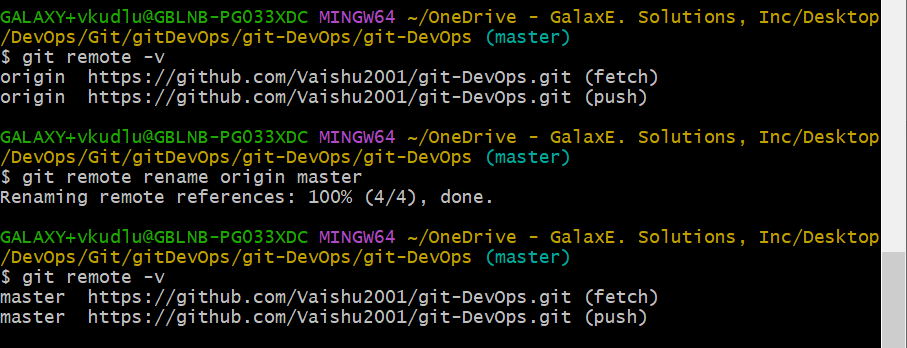 GALAXY+vkudlu@GBLNB-PG033XDC MINGW64 ~/OneDrive - GalaxE. Solutions, Inc/Desktop
/DevOps/Git/gitDevOps/git-DevOps/git-DevOps (master)
$ git remote -v
origin  https://github.com/Vaishu2001/git-DevOps.git (fetch)
origin  https://github.com/Vaishu2001/git-DevOps.git (push)

GALAXY+vkudlu@GBLNB-PG033XDC MINGW64 ~/OneDrive - GalaxE. Solutions, Inc/Desktop
/DevOps/Git/gitDevOps/git-DevOps/git-DevOps (master)
$ git remote rename origin master
Renaming remote references: 100% (4/4), done.

GALAXY+vkudlu@GBLNB-PG033XDC MINGW64 ~/OneDrive - GalaxE. Solutions, Inc/Desktop
/DevOps/Git/gitDevOps/git-DevOps/git-DevOps (master)
$ git remote -v
master  https://github.com/Vaishu2001/git-DevOps.git (fetch)
master  https://github.com/Vaishu2001/git-DevOps.git (push)